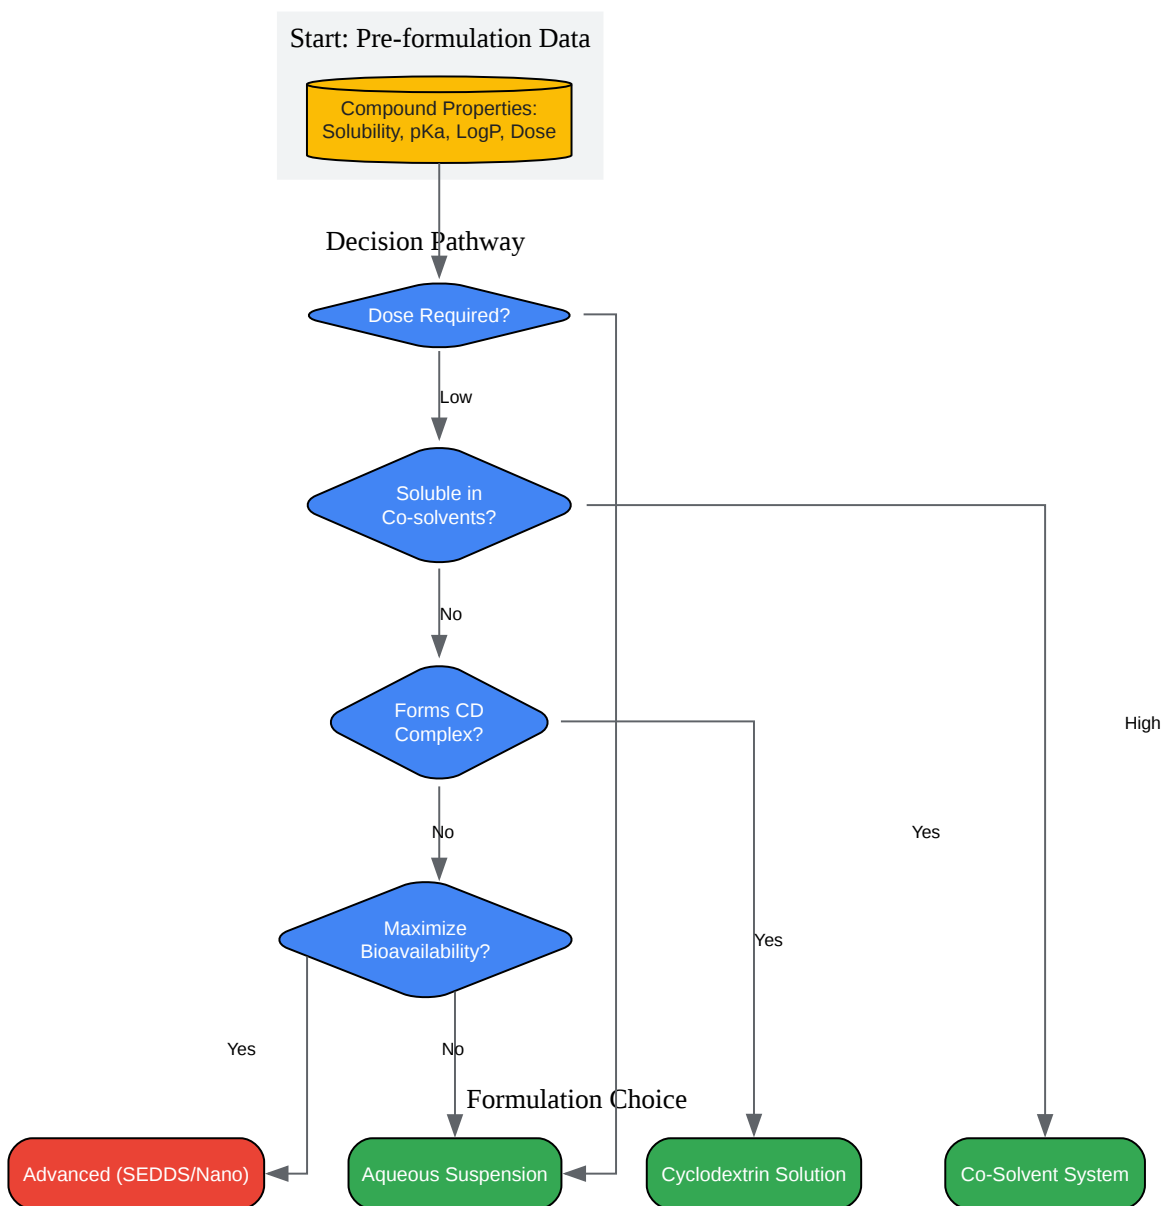 Start: Pre-formulation Data
Compound Properties:
Solubility, pKa, LogP, Dose
Decision Pathway
Dose Required?
Low
Soluble in
Co-solvents?
No
Forms CD
Complex?
High
No
Yes
Maximize
Bioavailability?
Yes
Yes
No
Formulation Choice
Advanced (SEDDS/Nano)
Aqueous Suspension
Cyclodextrin Solution
Co-Solvent System